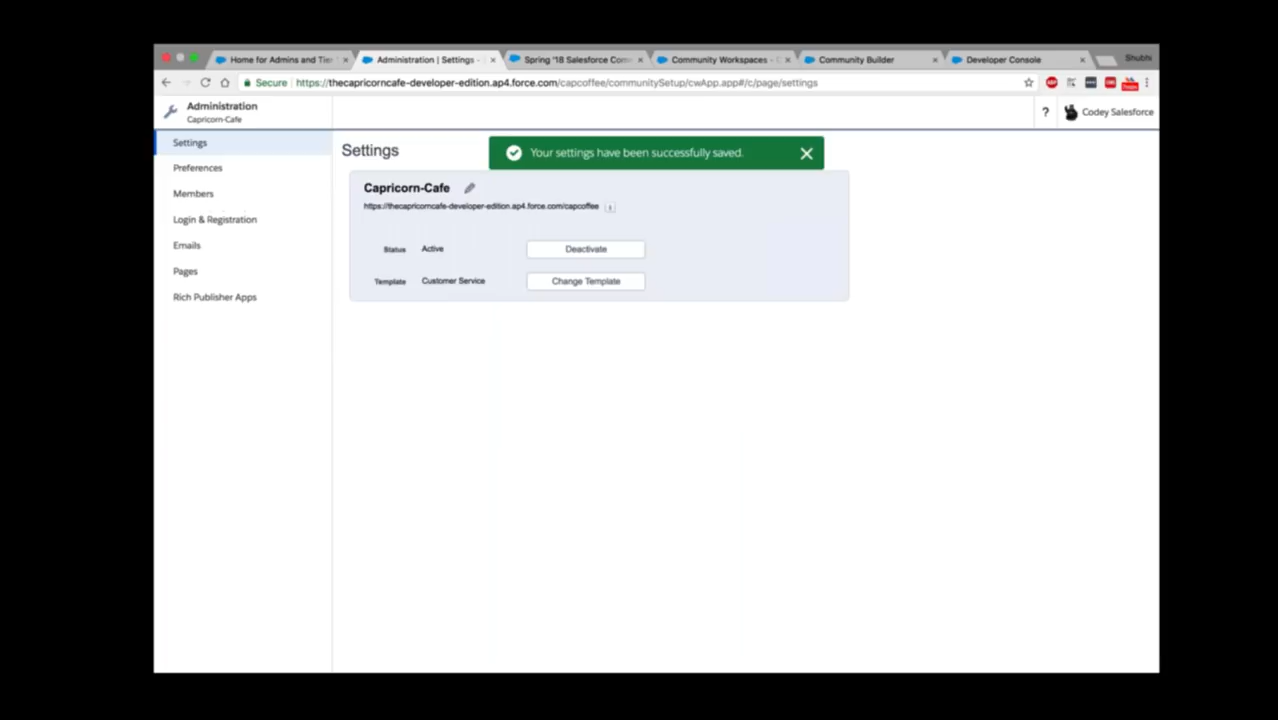 Home for Admins and Tier
Administration | Settings -
Spring '18 Salesforce Com
Community Workspaces -
Community Builder
Developer Console
Shubhi
Secure
https://thecapricorncafe-developer-edition.ap4.force.com/capcoffee/communitySetup/cwApp.app#/c/page/settings
Administration
Capricorn-Cafe
?
Codey Salesforce
Settings
Preferences
Members
Login & Registration
Emails
Pages
Rich Publisher Apps
Settings
Your settings have been successfully saved.
Capricorn-Cafe
https://thecapricorncafe-developer-edition.ap4.force.com/capcoffee
i
Status
Active
Deactivate
Template
Customer Service
Change Template